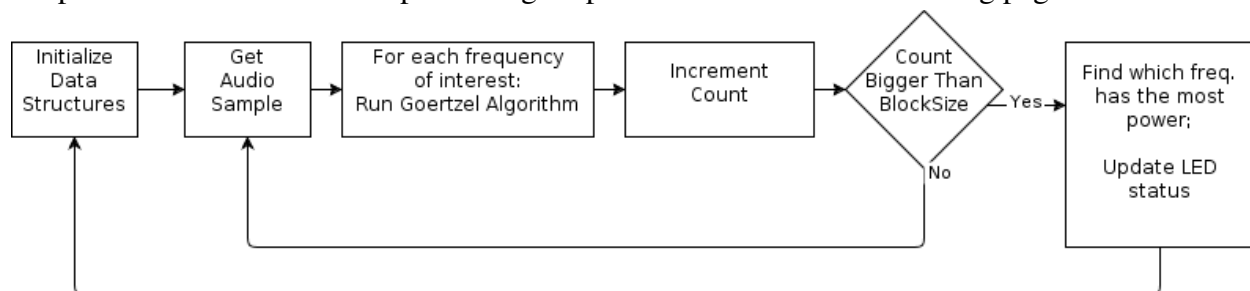 Initialize
Data
Structures
Get
Audio
Sample
For each frequency
of interest:
Run Goertzel Algorithm
Increment
Count
Count
Bigger Than
BlockSize
Yes
No
Find which freq.
has the most
power;
Update LED
status